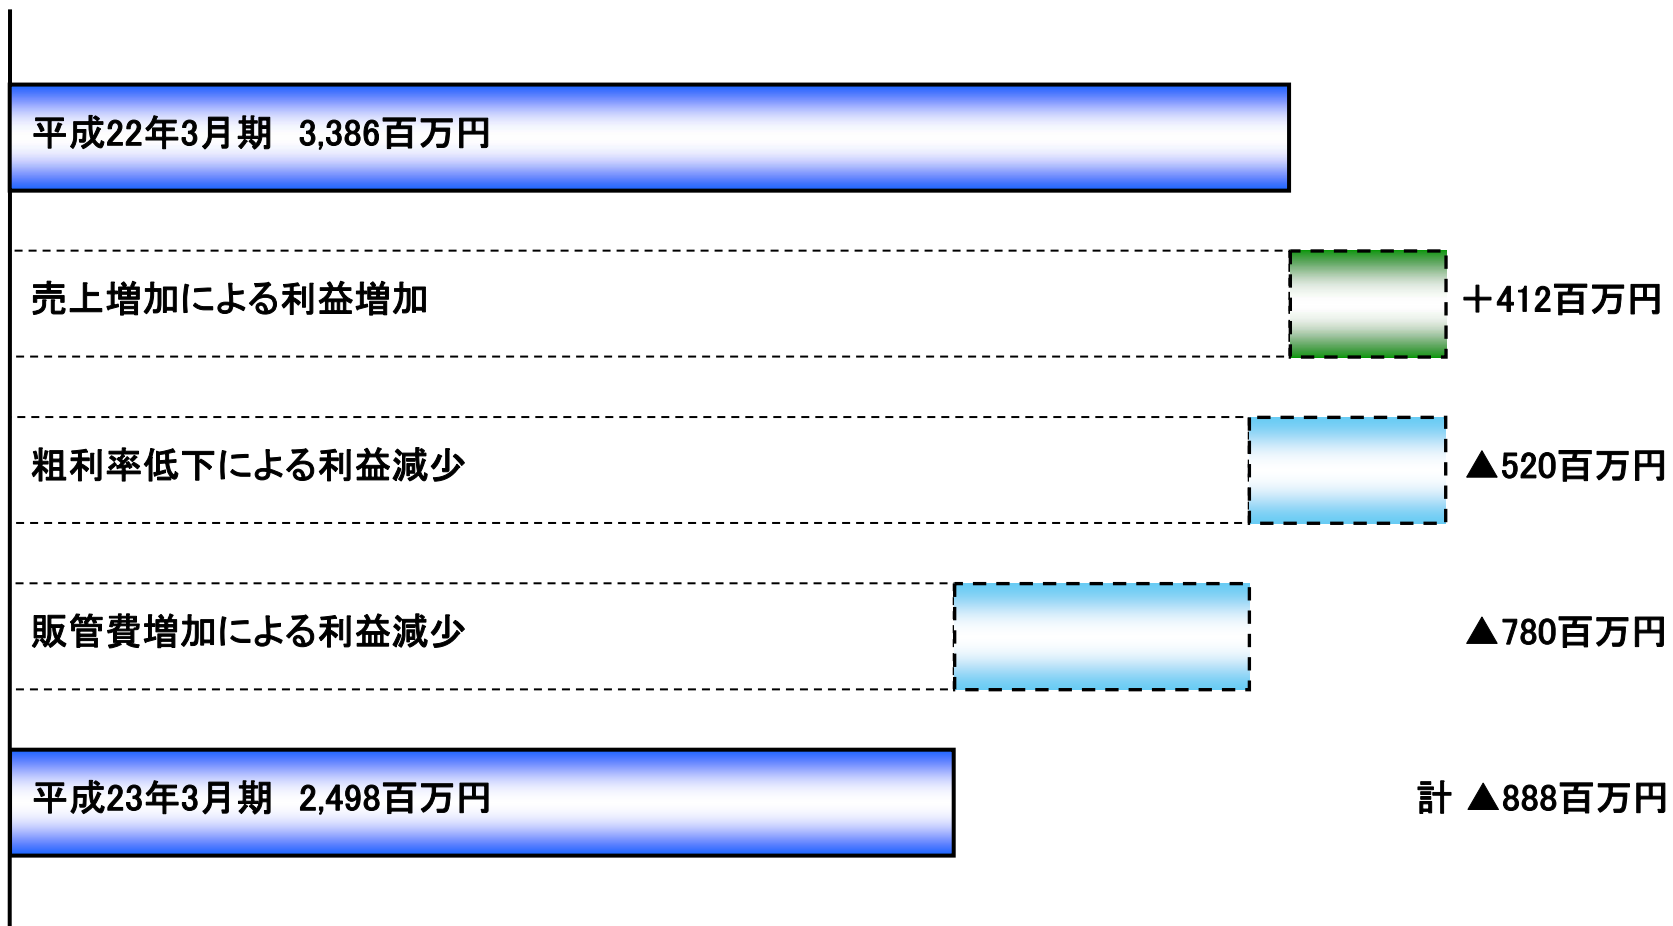 平成22年3月期　3,386百万円
売上増加による利益増加　＋412百万円
粗利率低下による利益減少　▲520百万円
販管費増加による利益減少　▲780百万円
平成23年3月期　2,498百万円　計 ▲888百万円